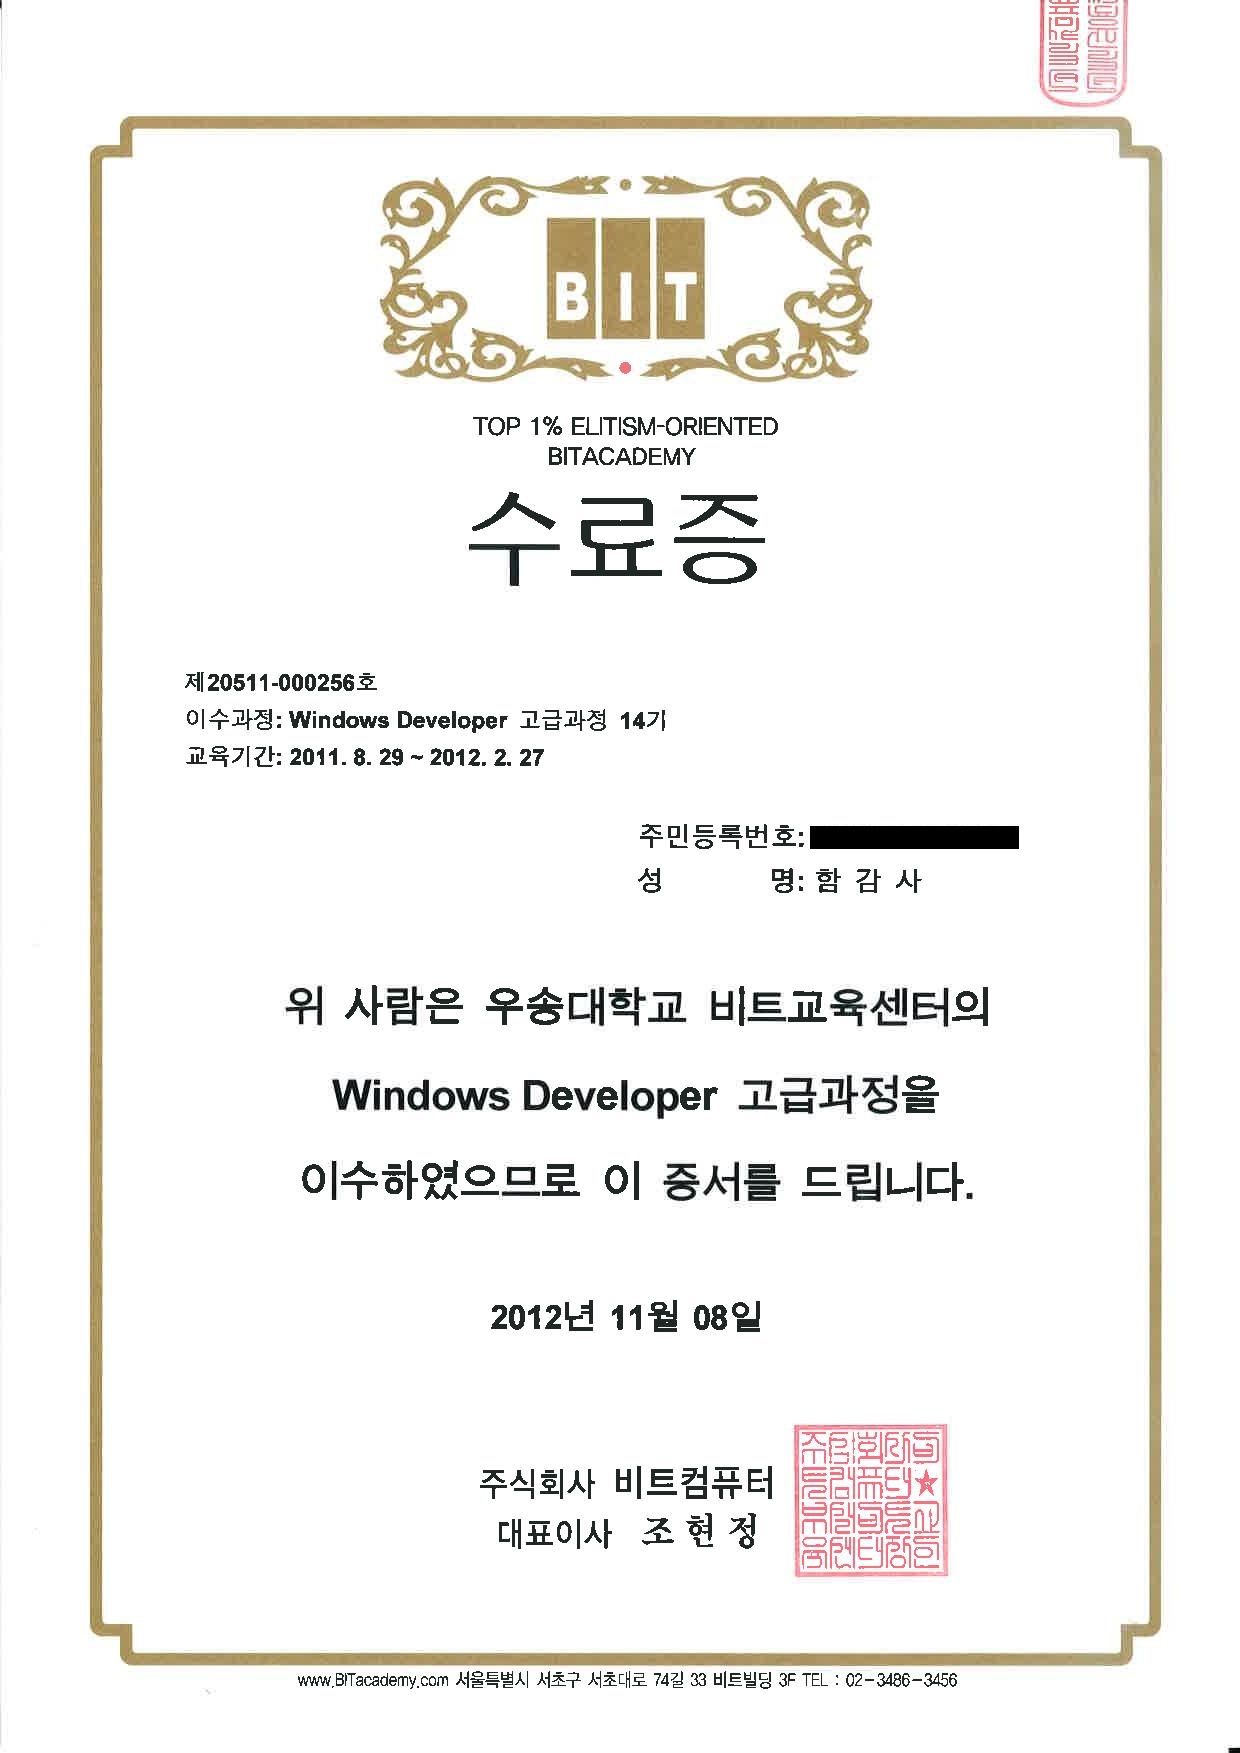 BIT
TOP 1% ELITISM-ORIENTED
BITACADEMY
수료증
제20511-000256호
이수과정: Windows Developer 고급과정 14기
교육기간: 2011. 8. 29 ~ 2012. 2. 27
주민등록번호:
성 명: 함 감 사
위 사람은 우송대학교 비트교육센터의
Windows Developer 고급과정을
이수하였으므로 이 증서를 드립니다.
2012년 11월 08일
주식회사 비트컴퓨터
대표이사 조현정
www.BITacademy.com 서울특별시 서초구 서초대로 74길 33 비트빌딩 3F TEL : 02-3486-3456